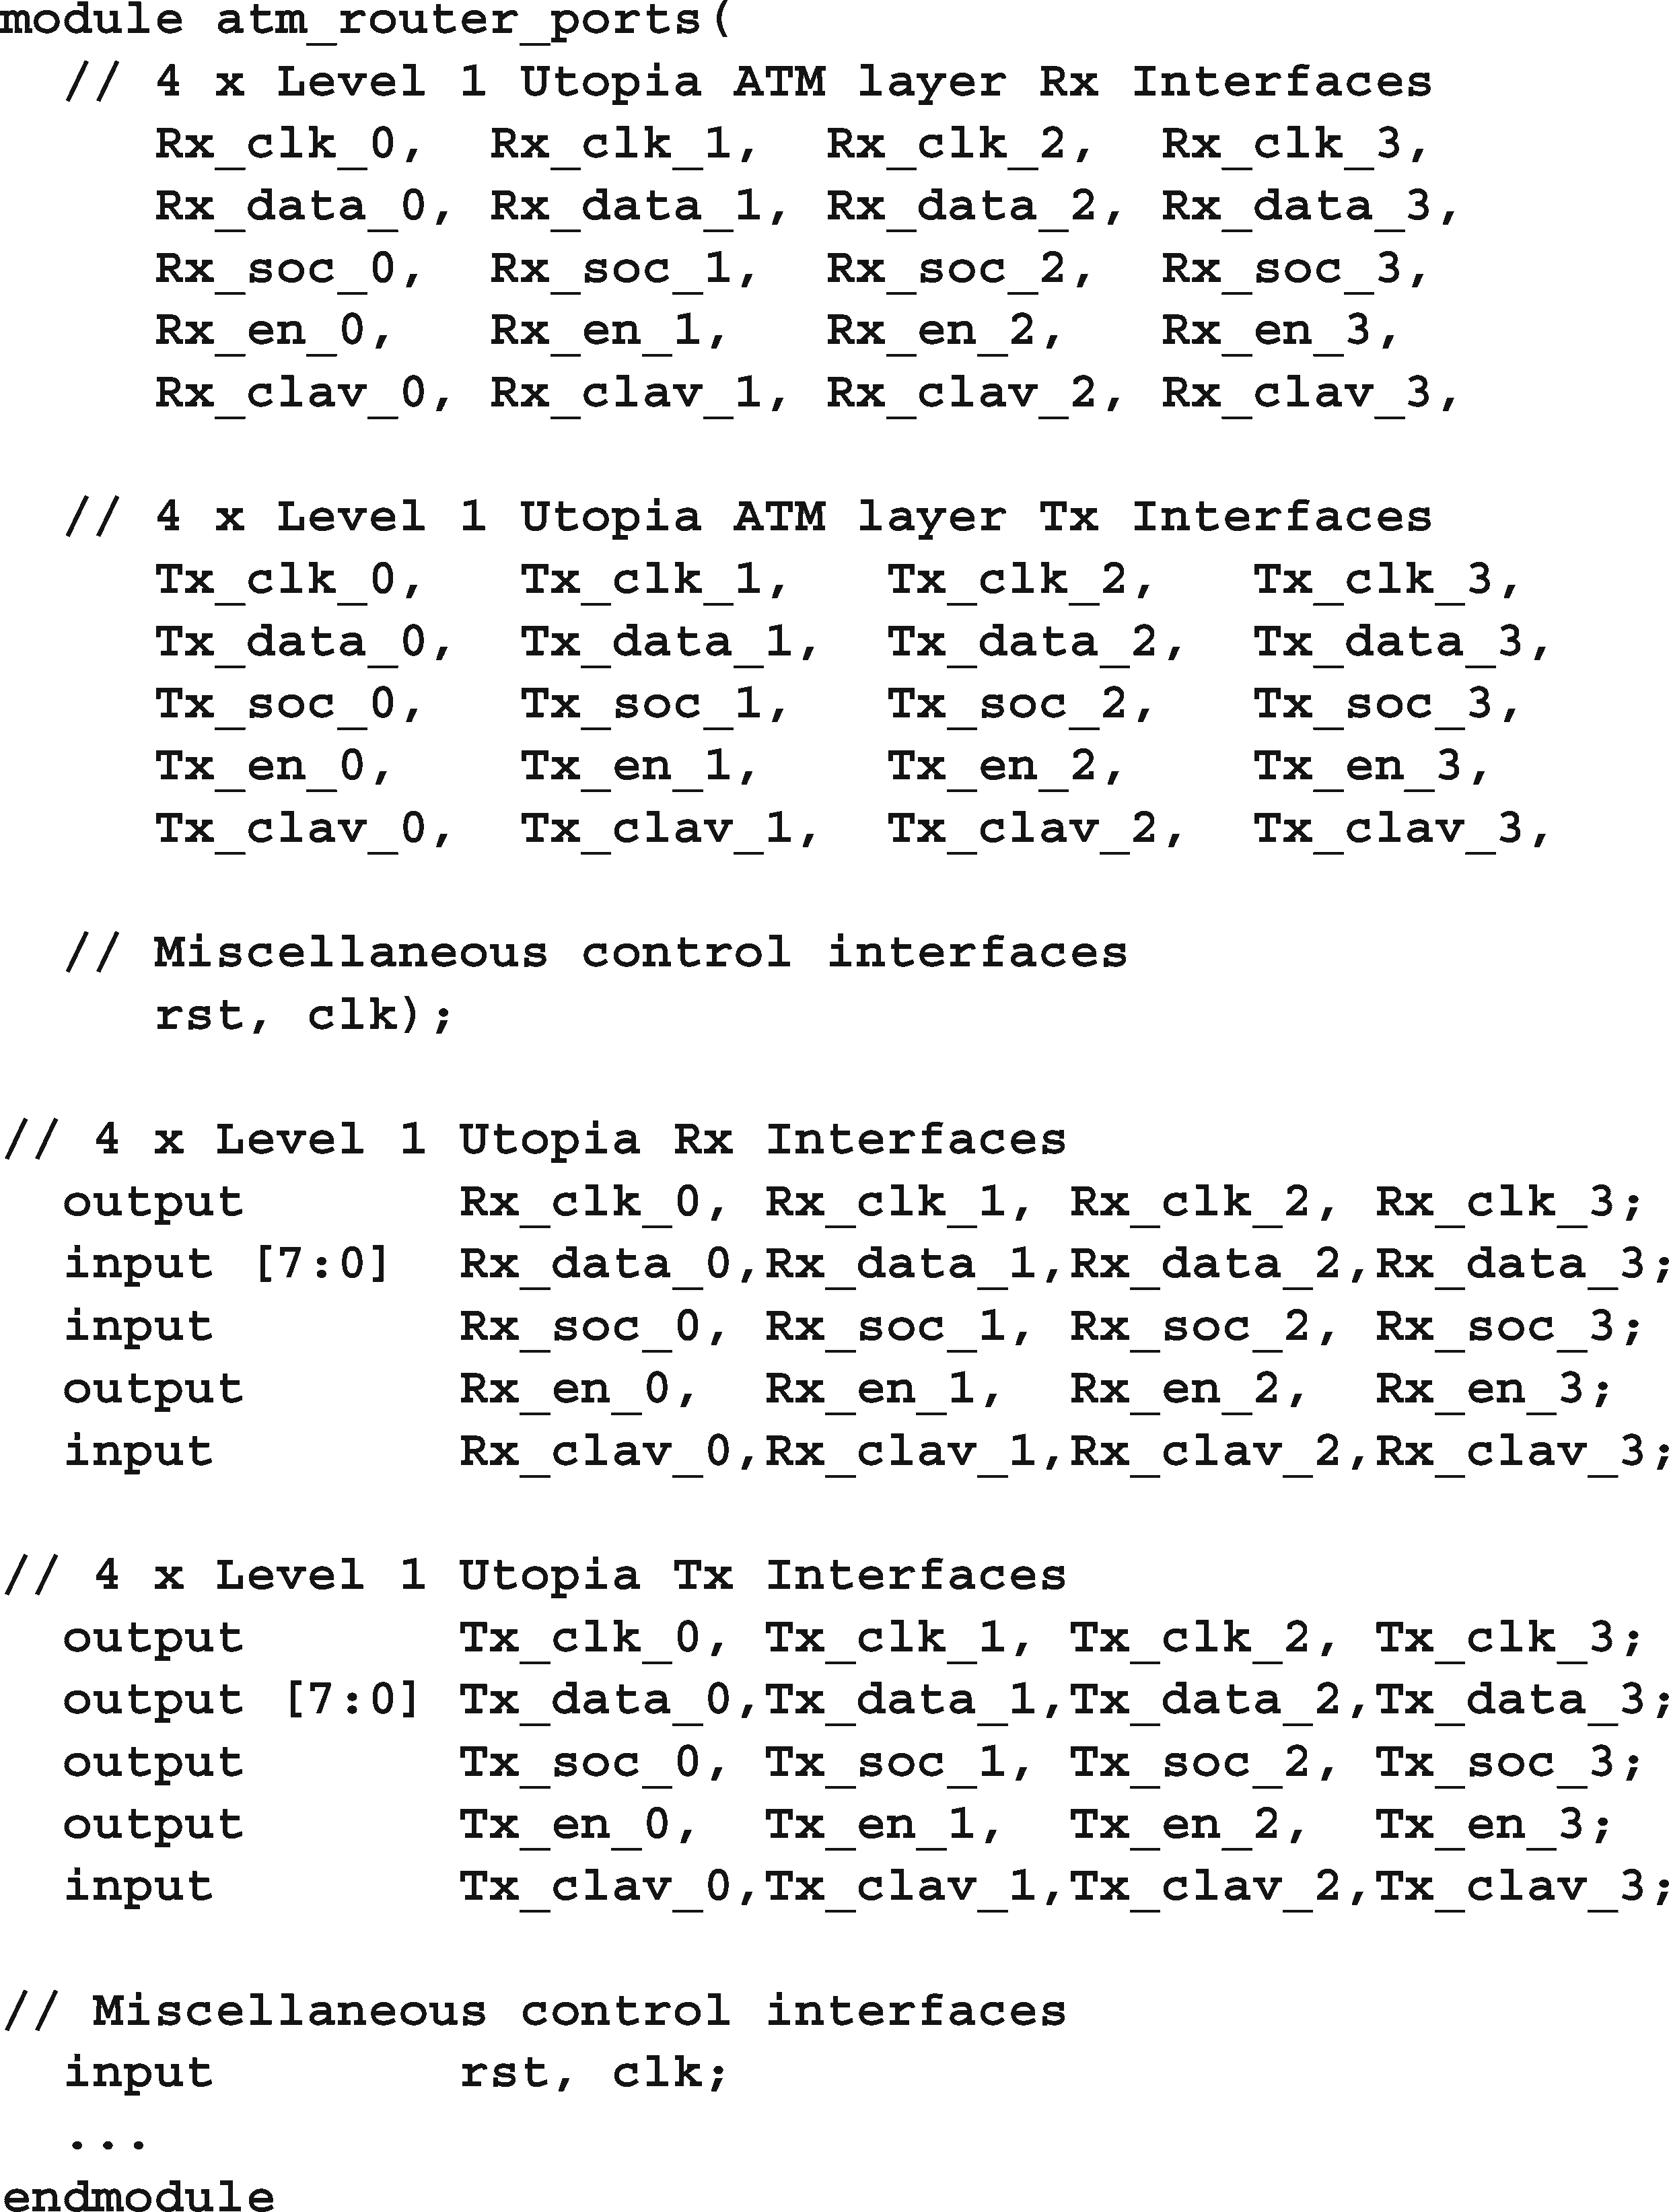 module atm_router_ports(
// 4 x Level 1 Utopia ATM layer Rx Interfaces
Rx_clk_0, Rx_clk_1, Rx_clk_2, Rx_clk_3,
Rx_data_0, Rx_data_1, Rx_data_2, Rx_data_3,
Rx_soc_0, Rx_soc_1, Rx_soc_2, Rx_soc_3,
Rx_en_0, Rx_en_1, Rx_en_2, Rx_en_3,
Rx_clav_0, Rx_clav_1, Rx_clav_2, Rx_clav_3,
// 4 x Level 1 Utopia ATM layer Tx Interfaces
Tx_clk_0, Tx_clk_1, Tx_clk_2, Tx_clk_3,
Tx_data_0, Tx_data_1, Tx_data_2, Tx_data_3,
Tx_soc_0, Tx_soc_1, Tx_soc_2, Tx_soc_3,
Tx_en_0, Tx_en_1, Tx_en_2, Tx_en_3,
Tx_clav_0, Tx_clav_1, Tx_clav_2, Tx_clav_3,
// Miscellaneous control interfaces
rst, clk);
// 4 x Level 1 Utopia Rx Interfaces
output Rx_clk_0, Rx_clk_1, Rx_clk_2, Rx_clk_3;
input [7:0] Rx_data_0,Rx_data_1,Rx_data_2,Rx_data_3;
input Rx_soc_0, Rx_soc_1, Rx_soc_2, Rx_soc_3;
output Rx_en_0, Rx_en_1, Rx_en_2, Rx_en_3;
input Rx_clav_0,Rx_clav_1,Rx_clav_2,Rx_clav_3;
// 4 x Level 1 Utopia Tx Interfaces
output Tx_clk_0, Tx_clk_1, Tx_clk_2, Tx_clk_3;
output [7:0] Tx_data_0,Tx_data_1,Tx_data_2,Tx_data_3;
output Tx_soc_0, Tx_soc_1, Tx_soc_2, Tx_soc_3;
output Tx_en_0, Tx_en_1, Tx_en_2, Tx_en_3;
input Tx_clav_0,Tx_clav_1,Tx_clav_2,Tx_clav_3;
// Miscellaneous control interfaces
input rst, clk;
...
endmodule